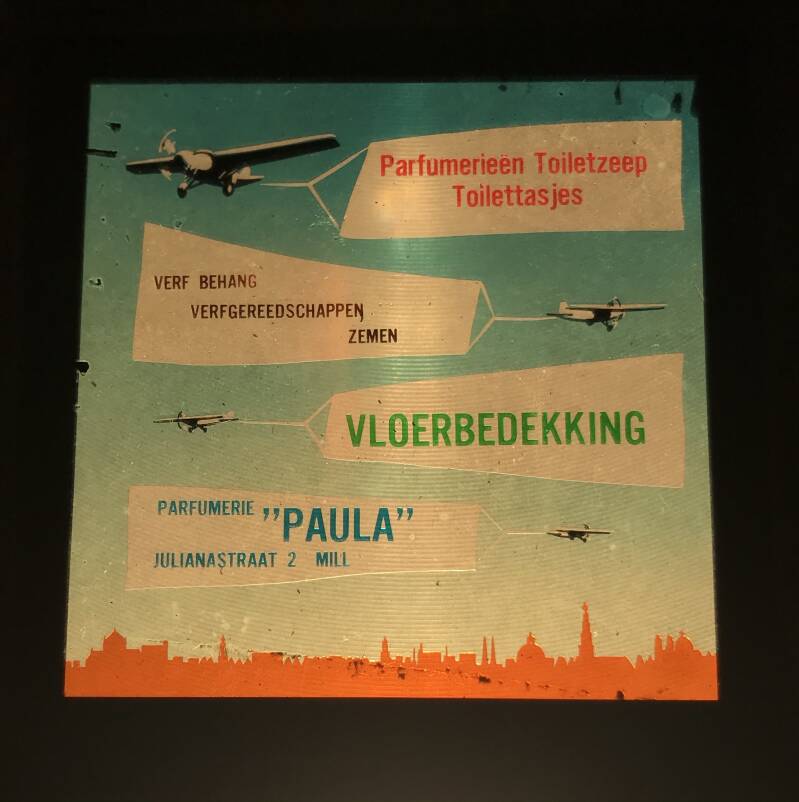 Parfumerieën Toiletzeep
Toilettasjes
VERF BEHANG
VERFGEREEDSCHAPPEN
ZEMEN
VLOERBEDEKKING
PARFUMERIE "PAULA"
JULIANASTRAAT 2 MILL